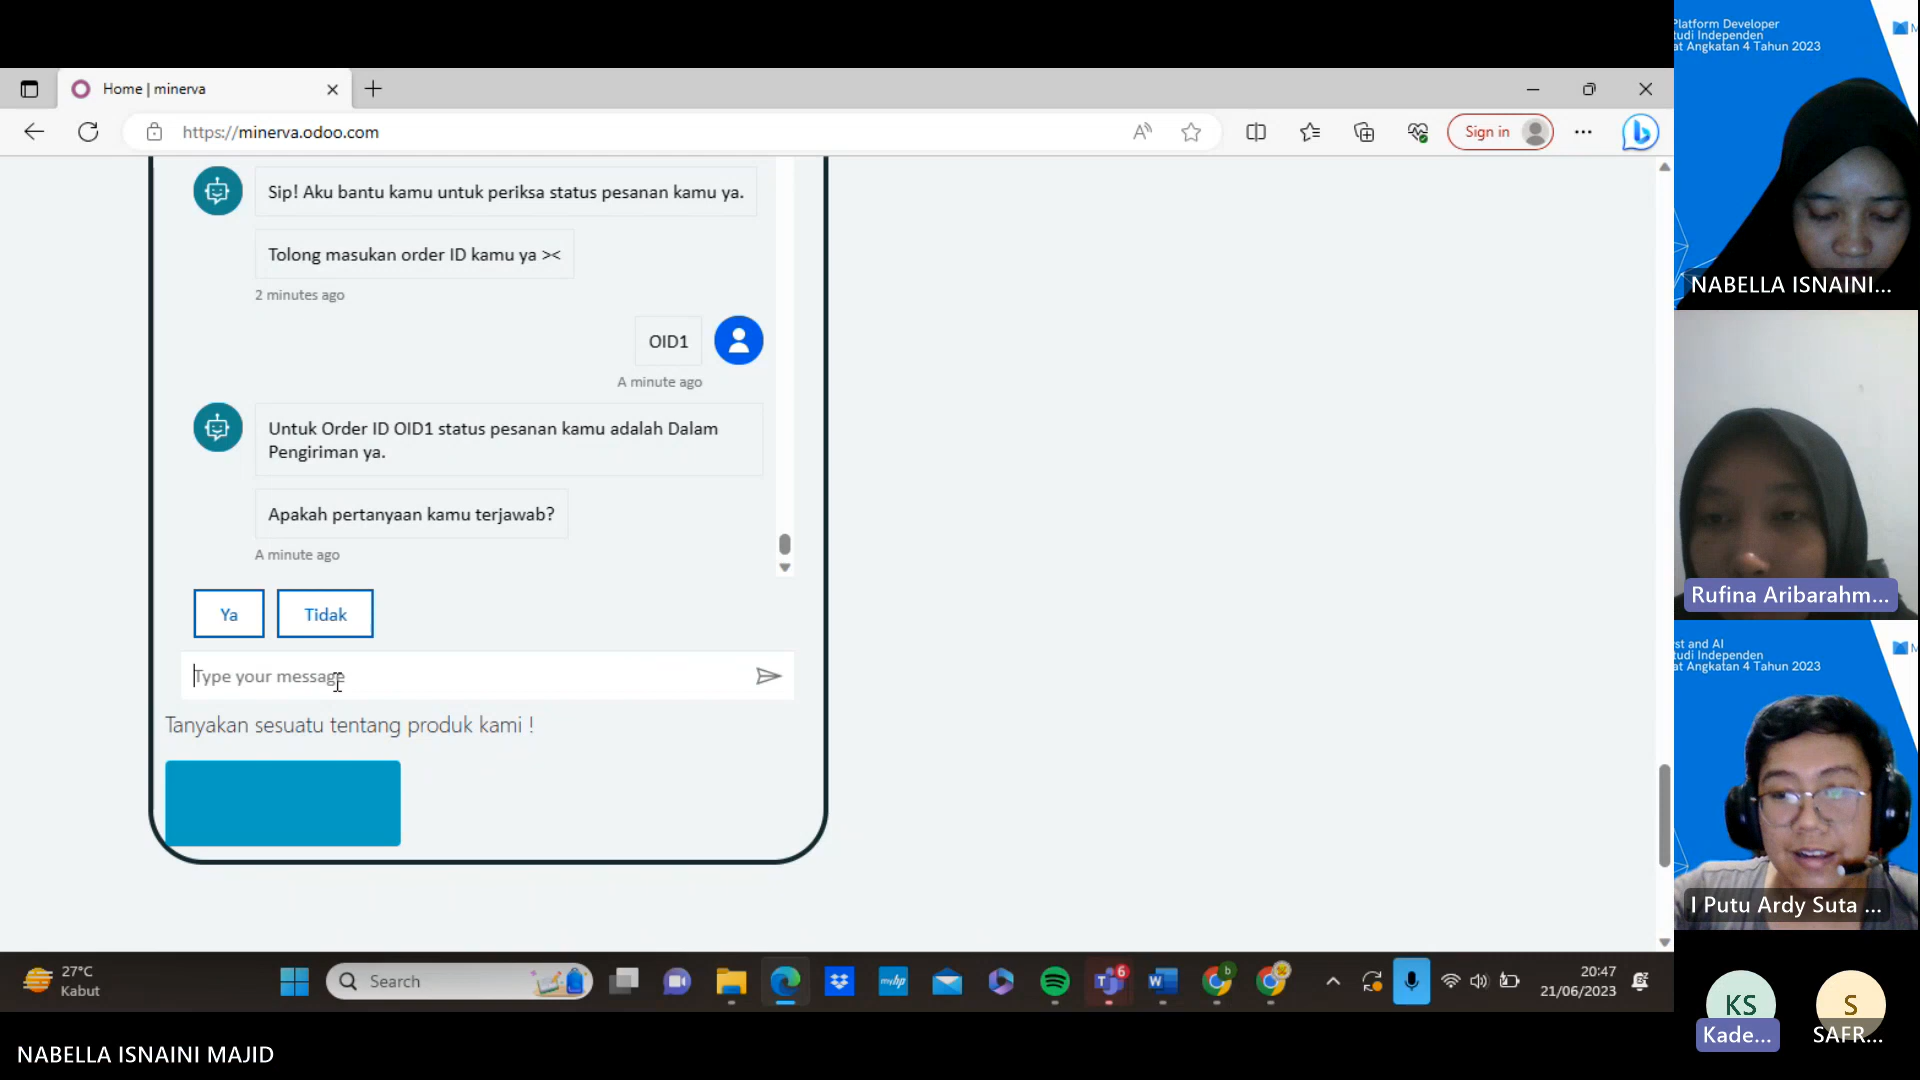 Home | minerva
https://minerva.odoo.com
Sign in
Sip! Aku bantu kamu untuk periksa status pesanan kamu ya.
Tolong masukan order ID kamu ya ><
2 minutes ago
OID1
A minute ago
Untuk Order ID OID1 status pesanan kamu adalah Dalam
Pengiriman ya.
Apakah pertanyaan kamu terjawab?
A minute ago
Ya
Tidak
Type your message
Tanyakan sesuatu tentang produk kami !
27°C
Kabut
Search
myhp
6
b
20:47
21/06/2023
NABELLA ISNAINI MAJID
Platform Developer
tudi Independen
at Angkatan 4 Tahun 2023
NABELLA ISNAINI...
Rufina Aribarahm...
st and AI
tudi Independen
at Angkatan 4 Tahun 2023
I Putu Ardy Suta ...
KS
Kade...
S
SAFR...